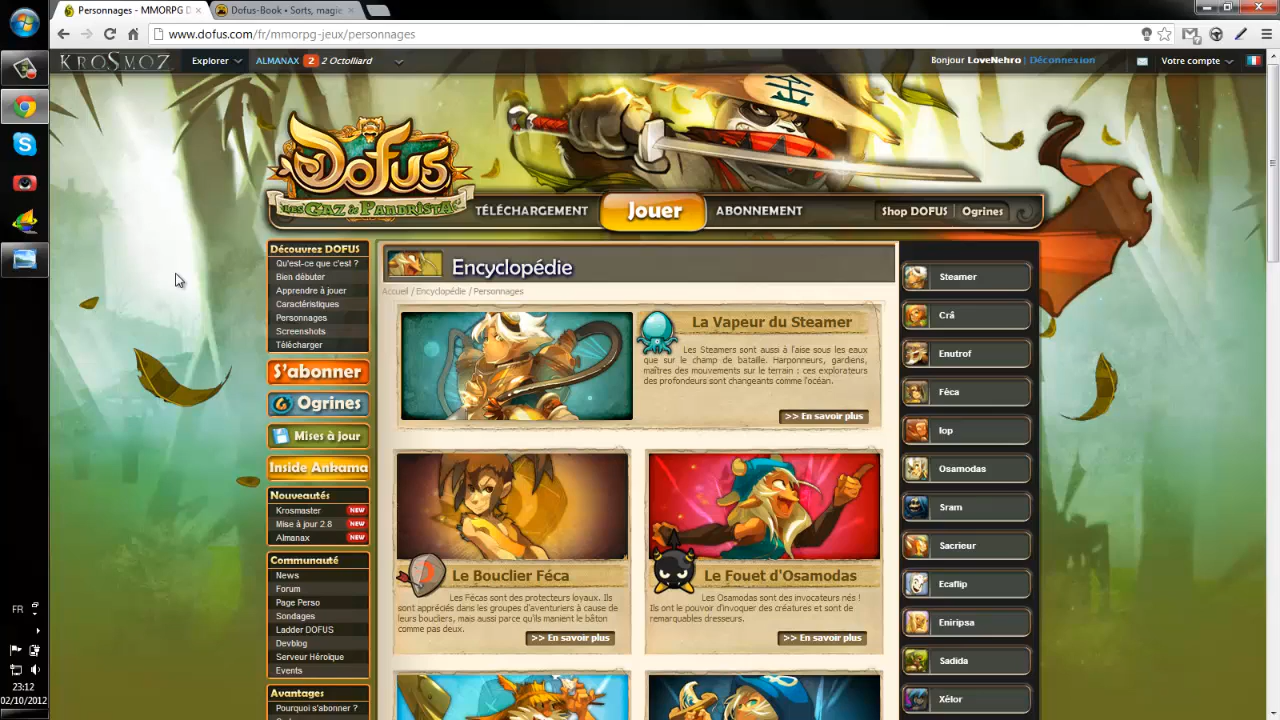 Personnages - MMORPG D
Dofus-Book • Sorts, magie
www.dofus.com/fr/mmorpg-jeux/personnages
KROSMOZ
Explorer
ALMANAX 2 2 Octolliard
Bonjour LoveNehro | Déconnexion
Votre compte
DOFUS
TÉLÉCHARGEMENT
Jouer
ABONNEMENT
Shop DOFUS
Ogrines
Découvrez DOFUS
Qu'est-ce que c'est ?
Bien débuter
Apprendre à jouer
Caractéristiques
Personnages
Screenshots
Télécharger
S'abonner
Ogrines
Mises à jour
Inside Ankama
Nouveautés
Krosmaster NEW
Mise à jour 2.8 NEW
Almanax NEW
Communauté
News
Forum
Page Perso
Sondages
Ladder DOFUS
Devblog
Serveur Héroïque
Events
Avantages
Pourquoi s'abonner ?
Encyclopédie
Accueil / Encyclopédie / Personnages
La Vapeur du Steamer
Les Steamers sont aussi à l'aise sous les eaux
que sur le champ de bataille. Harponneurs, gardiens,
maîtres des mouvements sur le terrain : ces explorateurs
des profondeurs sont changeants comme l'océan.
>> En savoir plus
Le Bouclier Féca
Les Fécas sont des protecteurs loyaux. Ils
sont appréciés dans les groupes d'aventuriers à cause de
leurs boucliers, mais aussi parce qu'ils manient le bâton
comme pas deux.
>> En savoir plus
Le Fouet d'Osamodas
Les Osamodas sont des invocateurs nés !
Ils ont le pouvoir d'invoquer des créatures et sont de
remarquables dresseurs.
>> En savoir plus
Steamer
Crâ
Enutrof
Féca
Iop
Osamodas
Sram
Sacrieur
Ecaflip
Eniripsa
Sadida
Xélor
FR
23:12
02/10/2012